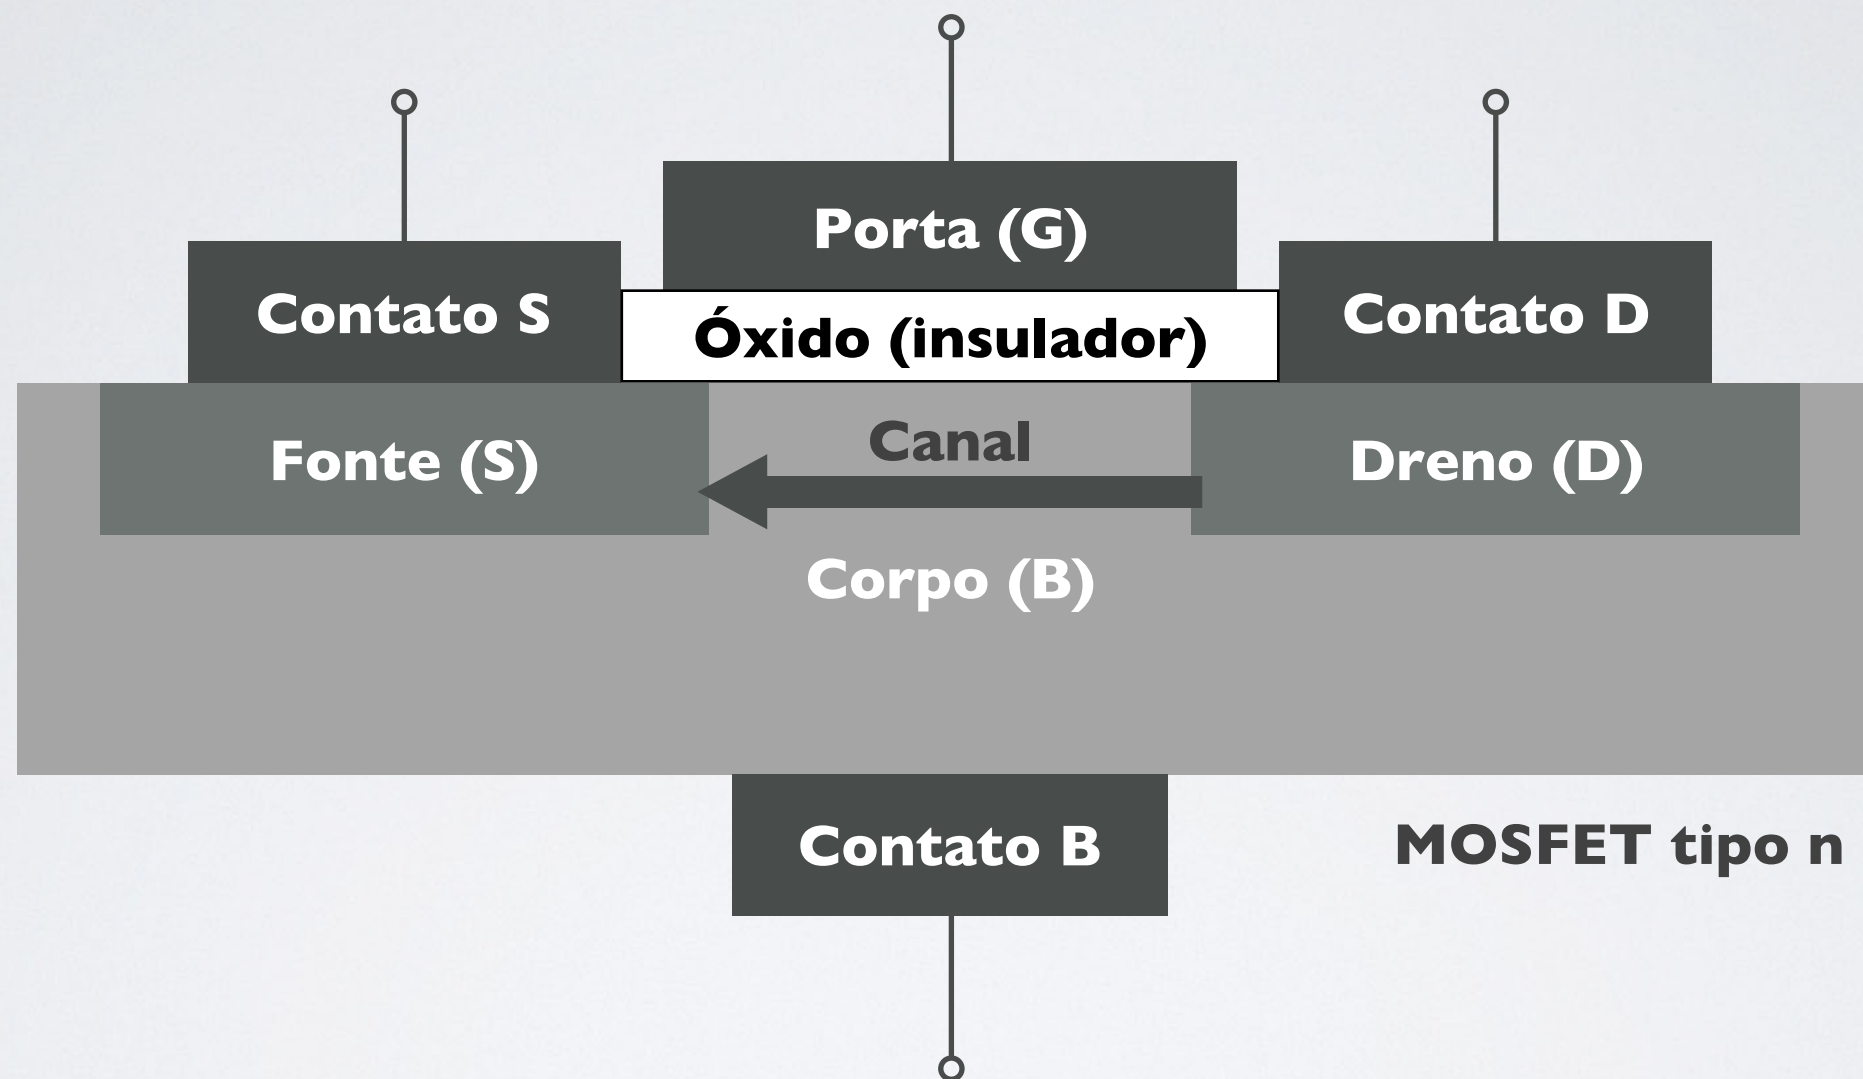 Porta (G)
Contato S
Óxido (insulador)
Contato D
Fonte (S)
Canal
Dreno (D)
Corpo (B)
Contato B
MOSFET tipo n